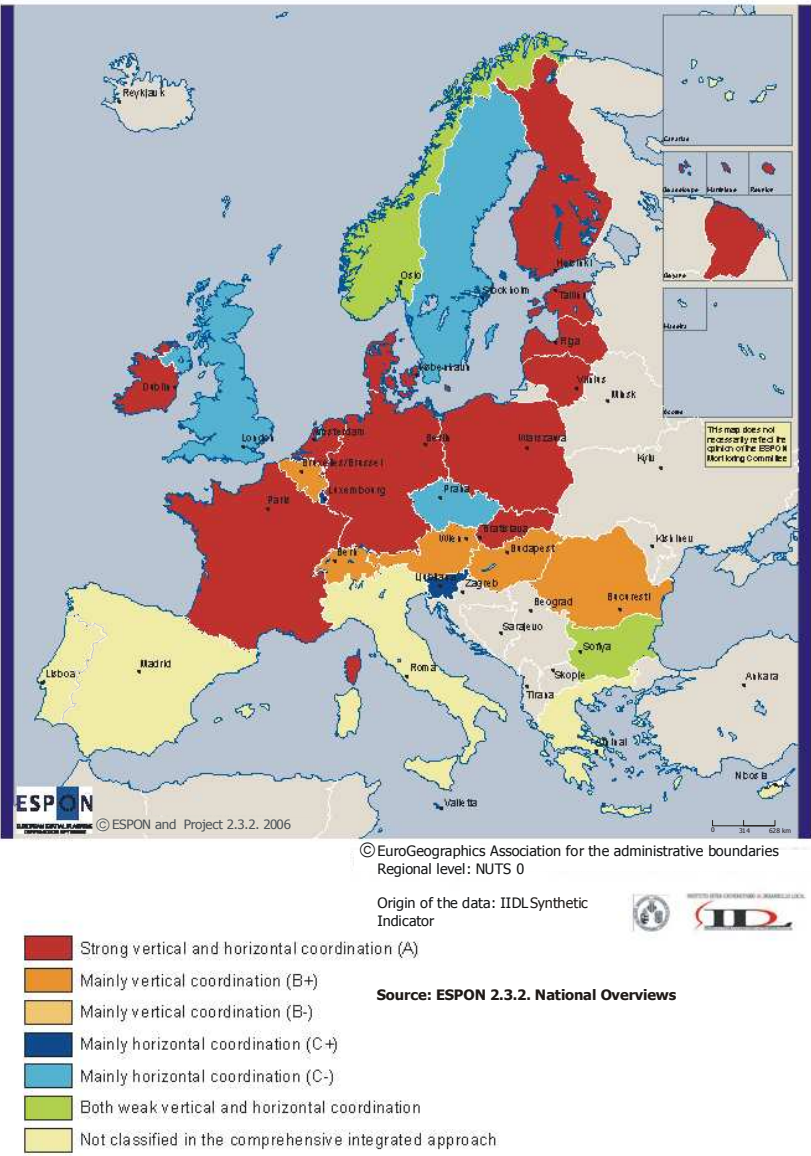 Reykjavik
Canarias
Guadeloupe Martinique Reunion
Guyane
Oslo
Helsinki
Stockholm
Tallinn
Madeira
Riga
København
Vilnius
Minsk
Dublin
This map does not
necessarily reflect the
opinion of the ESPON
Monitoring Committee
London
Amsterdam
Berlin
Warszawa
Kyiv
Bruxelles/Brussel
Luxembourg
Praha
Paris
Bratislava
Wien
Budapest
Kishineu
Bern
Ljubljana
Zagreb
Beograd
Bucuresti
Sarajevo
Sofiya
Madrid
Lisboa
Roma
Skopje
Ankara
Tirana
Athinai
Nicosia
Valletta
ESPON
© ESPON and Project 2.3.2. 2006
0 314 628 km
© EuroGeographics Association for the administrative boundaries
Regional level: NUTS 0
Origin of the data: IIDL Synthetic
Indicator
IIDL
Strong vertical and horizontal coordination (A)
Mainly vertical coordination (B+)
Source: ESPON 2.3.2. National Overviews
Mainly vertical coordination (B-)
Mainly horizontal coordination (C+)
Mainly horizontal coordination (C-)
Both weak vertical and horizontal coordination
Not classified in the comprehensive integrated approach